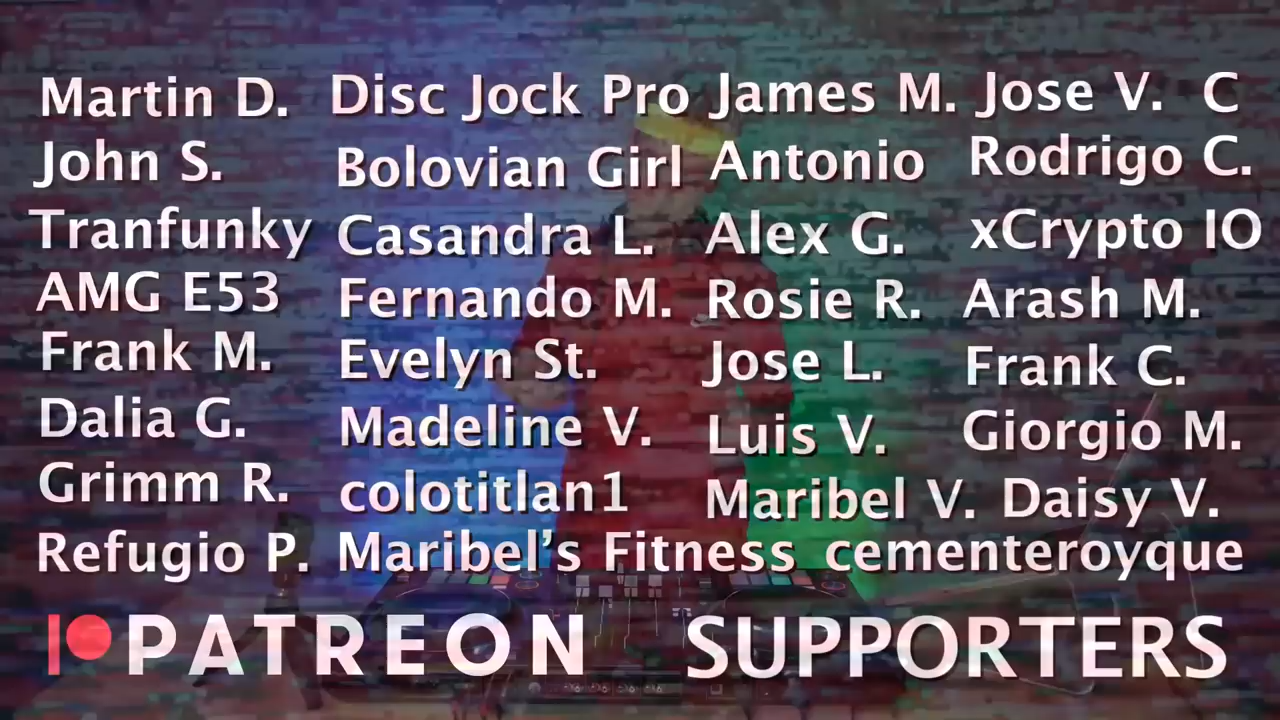 Martin D. Disc Jock Pro James M. Jose V. C
John S. Bolovian Girl Antonio Rodrigo C.
Tranfunky Casandra L. Alex G. xCrypto IO
AMG E53 Fernando M. Rosie R. Arash M.
Frank M. Evelyn St. Jose L. Frank C.
Dalia G. Madeline V. Luis V. Giorgio M.
Grimm R. colotitlan1 Maribel V. Daisy V.
Refugio P. Maribel’s Fitness cementeroyque
PATREON SUPPORTERS